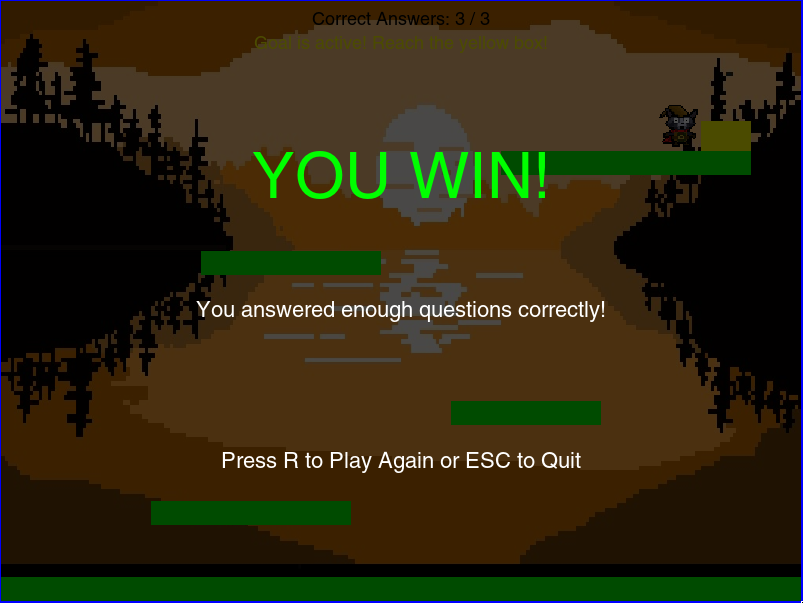 Correct Answers: 3 / 3
Goal is active! Reach the yellow box!
YOU WIN!
You answered enough questions correctly!
Press R to Play Again or ESC to Quit